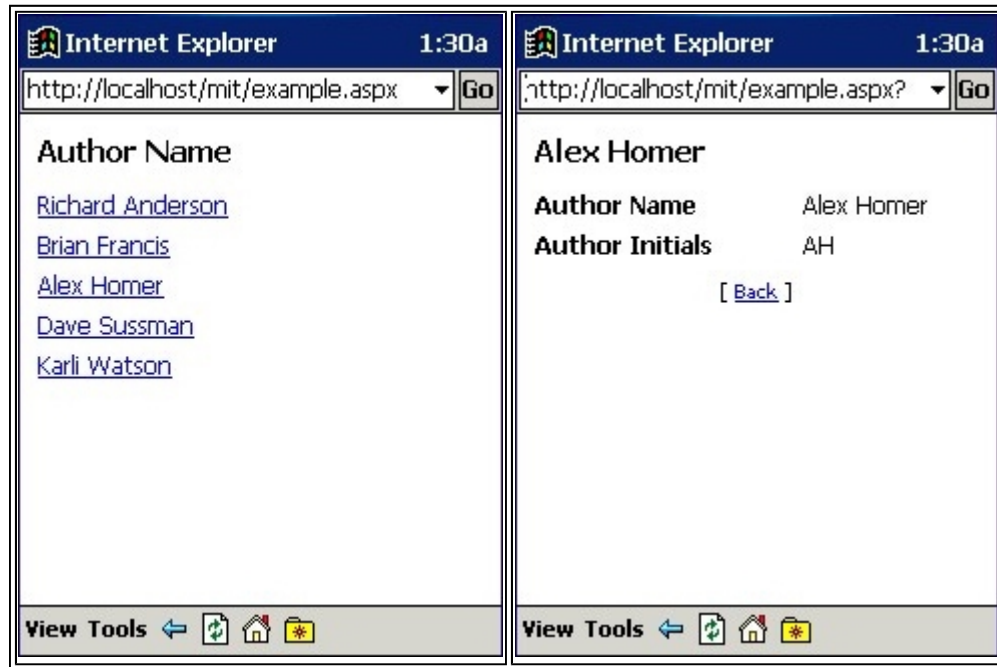 Internet Explorer 1:30a
http://localhost/mit/example.aspx Go
Author Name
Richard Anderson
Brian Francis
Alex Homer
Dave Sussman
Karli Watson
View Tools
Internet Explorer 1:30a
http://localhost/mit/example.aspx? Go
Alex Homer
Author Name Alex Homer
Author Initials AH
[ Back ]
View Tools